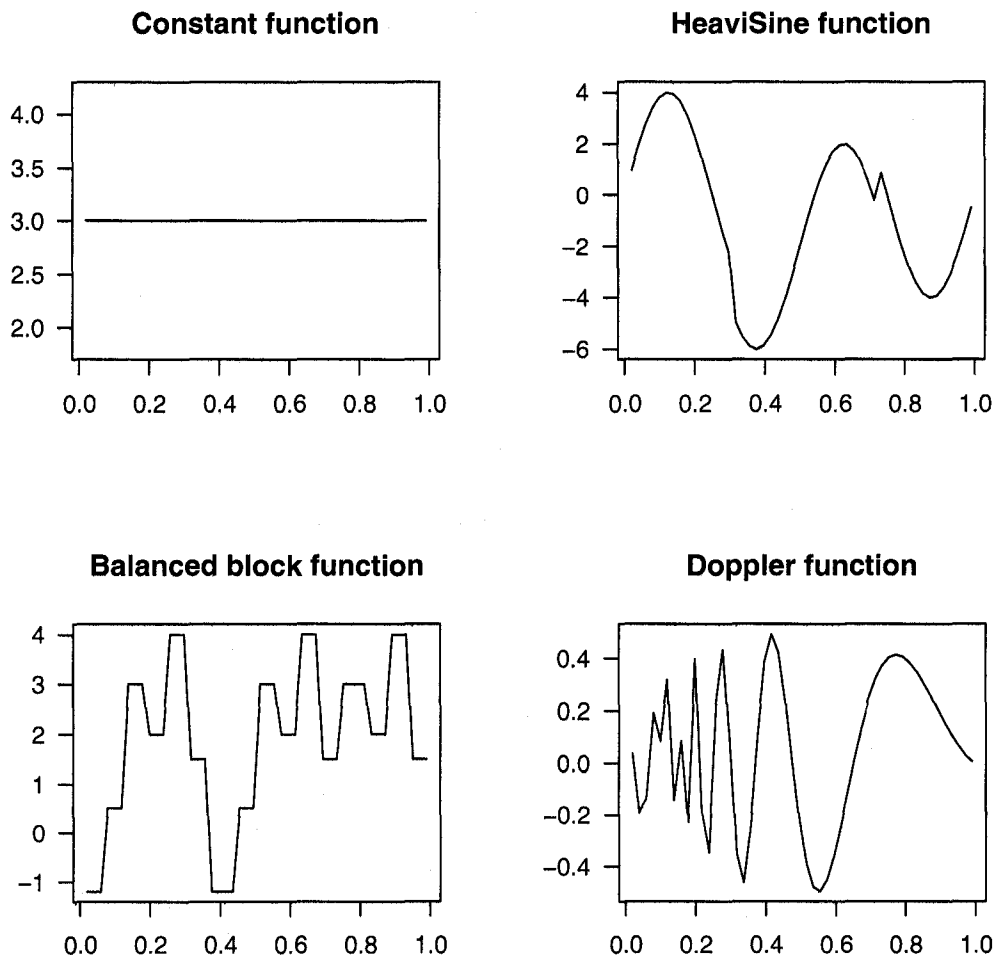 Constant function
HeaviSine function
4.0
3.5
3.0
2.5
2.0
0.0 0.2 0.4 0.6 0.8 1.0
4
2
0
−2
−4
−6
0.0 0.2 0.4 0.6 0.8 1.0
Balanced block function
Doppler function
4
3
2
1
0
−1
0.0 0.2 0.4 0.6 0.8 1.0
0.4
0.2
0.0
−0.2
−0.4
0.0 0.2 0.4 0.6 0.8 1.0